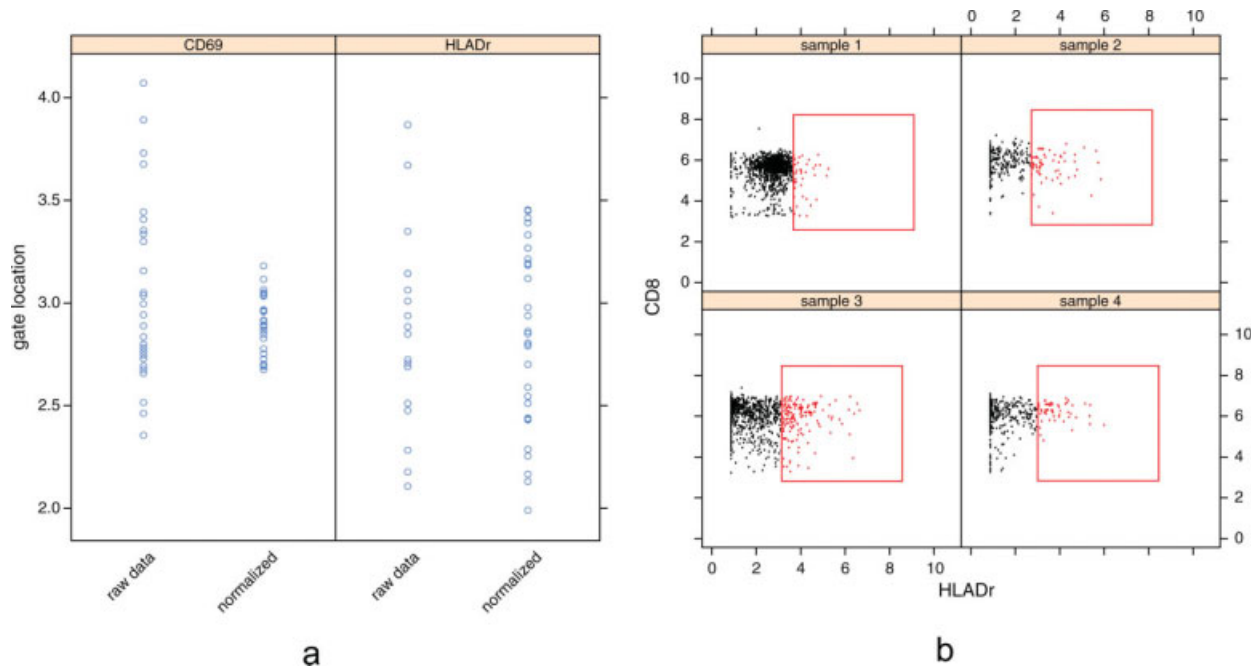 CD69
HLADr
4.0
3.5
3.0
2.5
2.0
gate location
raw data
normalized
raw data
normalized
a
0 2 4 6 8 10
sample 1
sample 2
10
8
6
4
2
0
sample 3
sample 4
10
8
6
4
2
0
CD8
0 2 4 6 8 10
HLADr
b